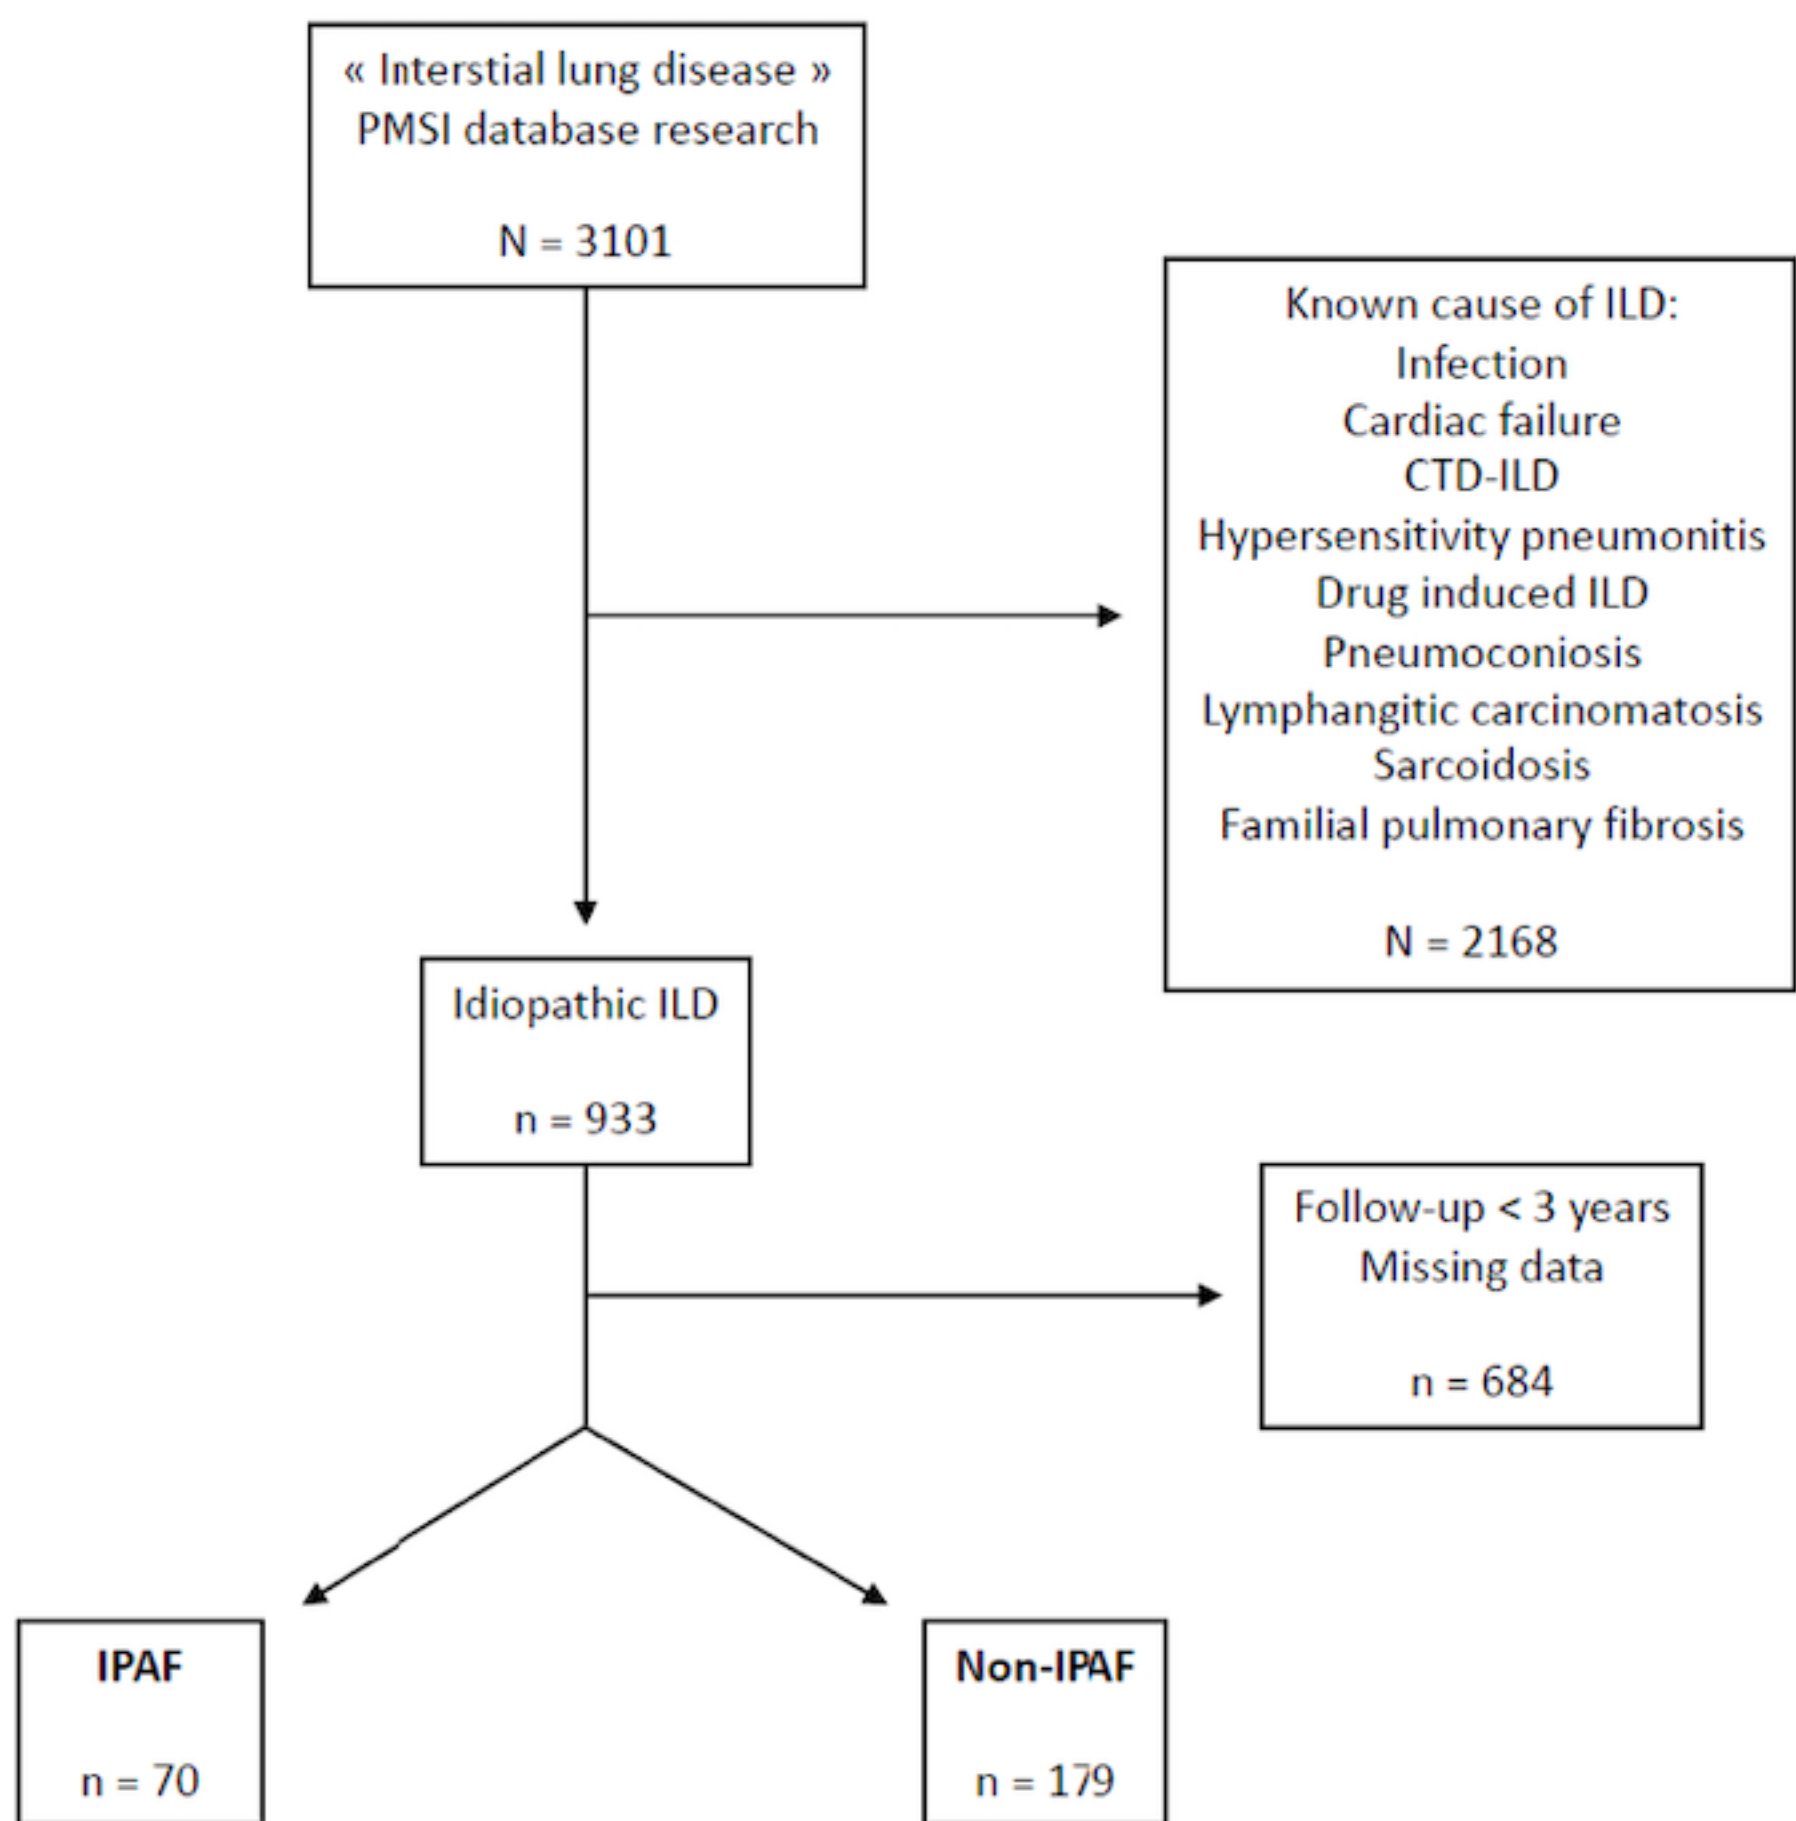 « Interstial lung disease »
PMSI database research
N = 3101
Known cause of ILD:
Infection
Cardiac failure
CTD-ILD
Hypersensitivity pneumonitis
Drug induced ILD
Pneumoconiosis
Lymphangitic carcinomatosis
Sarcoidosis
Familial pulmonary fibrosis
N = 2168
Idiopathic ILD
n = 933
Follow-up < 3 years
Missing data
n = 684
IPAF
n = 70
Non-IPAF
n = 179